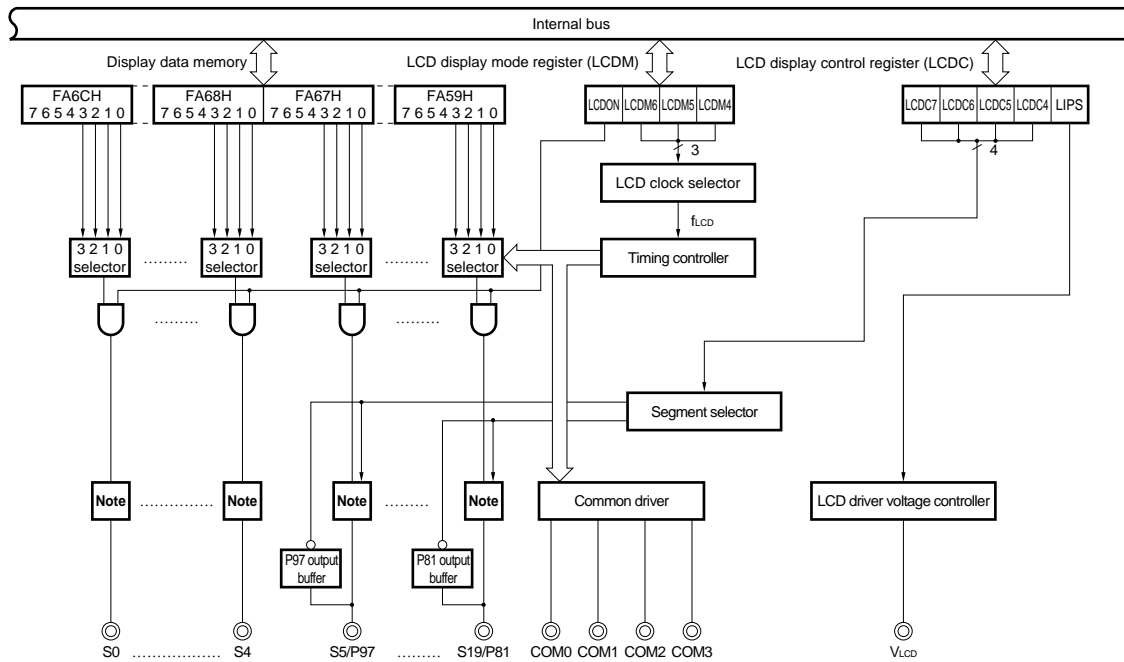 Internal bus
Display data memory
LCD display mode register (LCDM)
LCD display control register (LCDC)
FA6CH
7 6 5 4 3 2 1 0
FA68H
7 6 5 4 3 2 1 0
FA67H
7 6 5 4 3 2 1 0
FA59H
7 6 5 4 3 2 1 0
LCDON LCDM6 LCDM5 LCDM4
LCDC7 LCDC6 LCDC5 LCDC4 LIPS
3
4
LCD clock selector
fLCD
3 2 1 0
selector
.........
3 2 1 0
selector
3 2 1 0
selector
.........
3 2 1 0
selector
Timing controller
.........
.........
Segment selector
Note
...............
Note
Note
.........
Note
Common driver
LCD driver voltage controller
P97 output
buffer
P81 output
buffer
S0 ................. S4 S5/P97 ......... S19/P81 COM0 COM1 COM2 COM3 VLCD